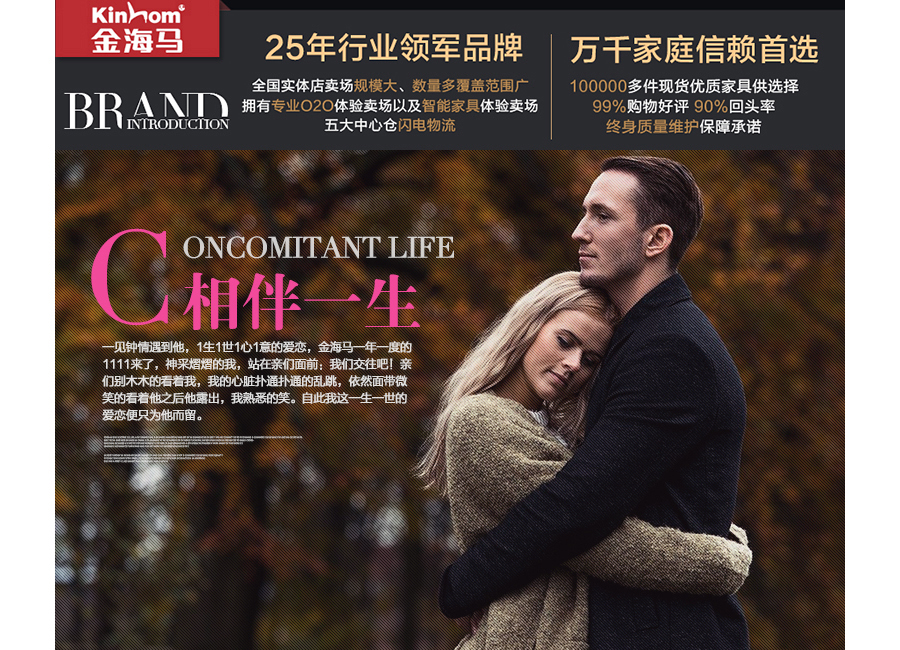 Kinhom
金海马
BRAND
INTRODUCTION
25年行业领军品牌
全国实体店卖场规模大、数量多覆盖范围广
拥有专业O2O体验卖场以及智能家具体验卖场
五大中心仓闪电物流
万千家庭信赖首选
100000多件现货优质家具供选择
99%购物好评 90%回头率
终身质量维护保障承诺
CONCOMITANT LIFE
相伴一生
一见钟情遇到他，1生1世1心1意的爱恋，金海马一年一度的
1111来了，神采熠熠的我，站在亲们面前；我们交往吧！亲
们别木木的看着我，我的心脏扑通扑通的乱跳，依然面带微
笑的看着他之后他露出，我熟悉的笑。自此我这一生一世的
爱恋便只为他而留。